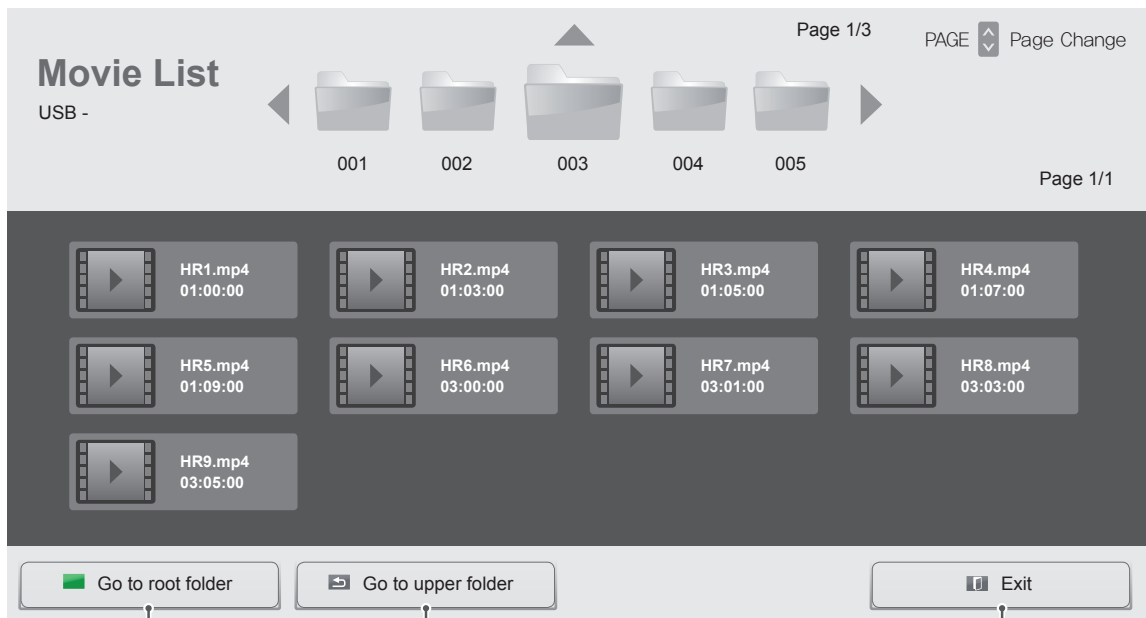 Page 1/3
PAGE Page Change
Movie List
USB -
001 002 003 004 005
Page 1/1
HR1.mp4
01:00:00
HR2.mp4
01:03:00
HR3.mp4
01:05:00
HR4.mp4
01:07:00
HR5.mp4
01:09:00
HR6.mp4
03:00:00
HR7.mp4
03:01:00
HR8.mp4
03:03:00
HR9.mp4
03:05:00
Go to root folder
Go to upper folder
Exit